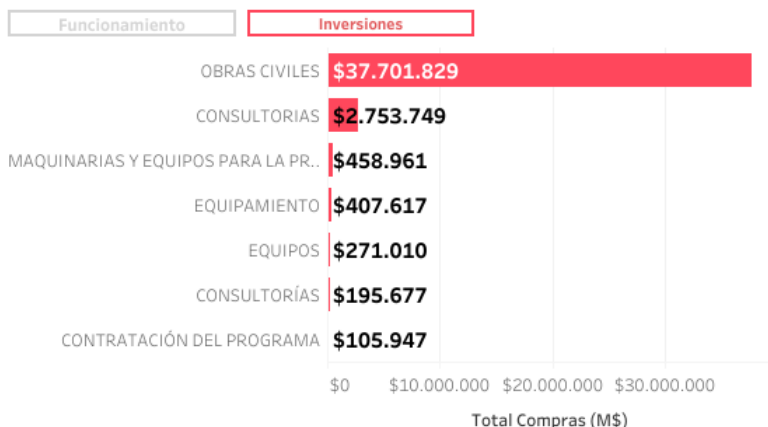 Funcionamiento
Inversiones
OBRAS CIVILES $37.701.829
CONSULTORIAS $2.753.749
MAQUINARIAS Y EQUIPOS PARA LA PR.. $458.961
EQUIPAMIENTO $407.617
EQUIPOS $271.010
CONSULTORÍAS $195.677
CONTRATACIÓN DEL PROGRAMA $105.947
$0 $10.000.000 $20.000.000 $30.000.000
Total Compras (M$)